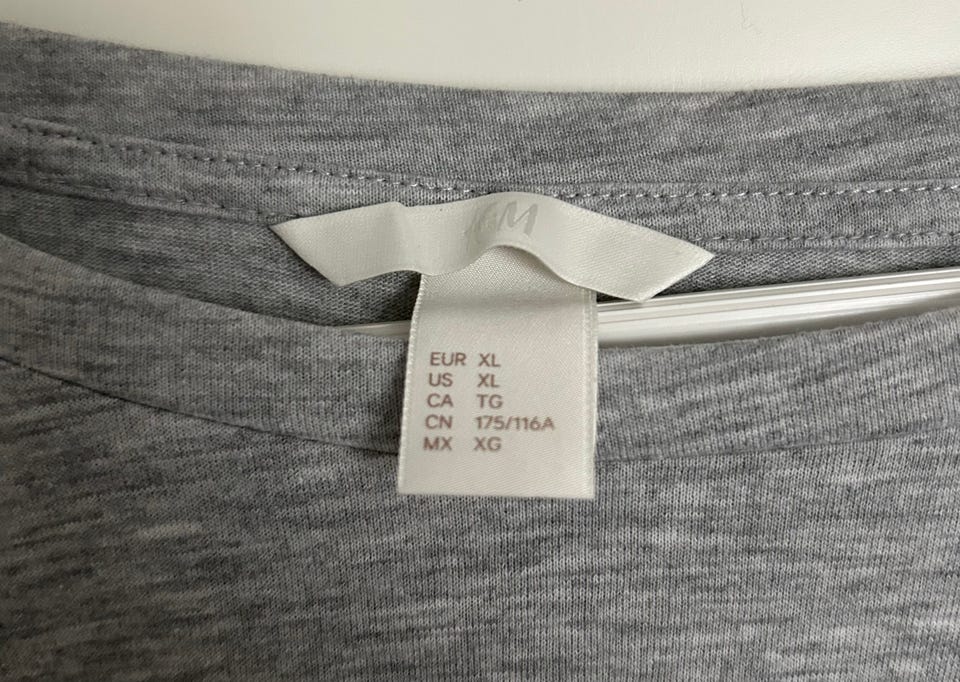 H&M
EUR XL
US XL
CA TG
CN 175/116A
MX XG